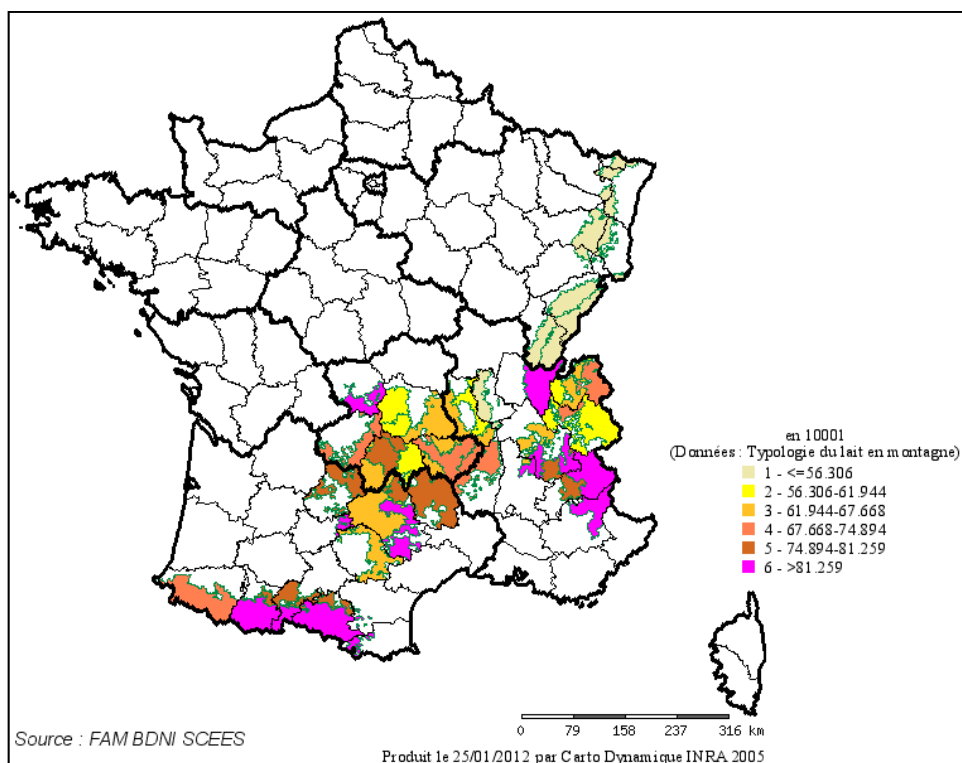 en 10001
(Données : Typologie du lait en montagne)
1 - <=56.306
2 - 56.306-61.944
3 - 61.944-67.668
4 - 67.668-74.894
5 - 74.894-81.259
6 - >81.259
0 79 158 237 316 km
Source : FAM BDNI SCEES
Produit le 25/01/2012 par Carto Dynamique INRA 2005